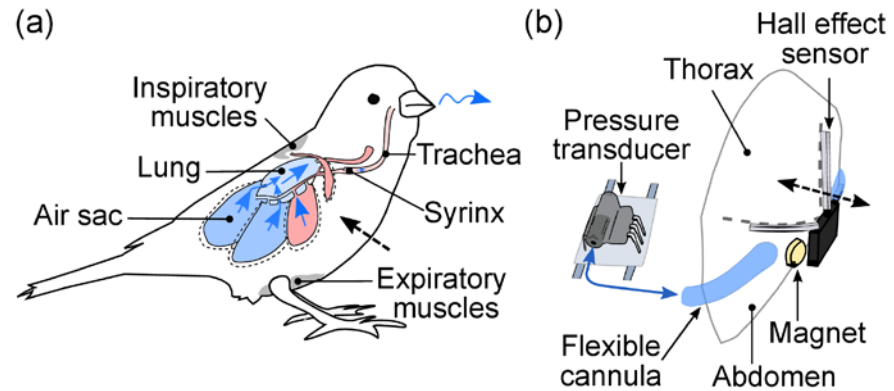 (a)
Inspiratory
muscles
Lung
Air sac
Trachea
Syrinx
Expiratory
muscles
(b)
Hall effect
sensor
Thorax
Pressure
transducer
Flexible
cannula
Magnet
Abdomen